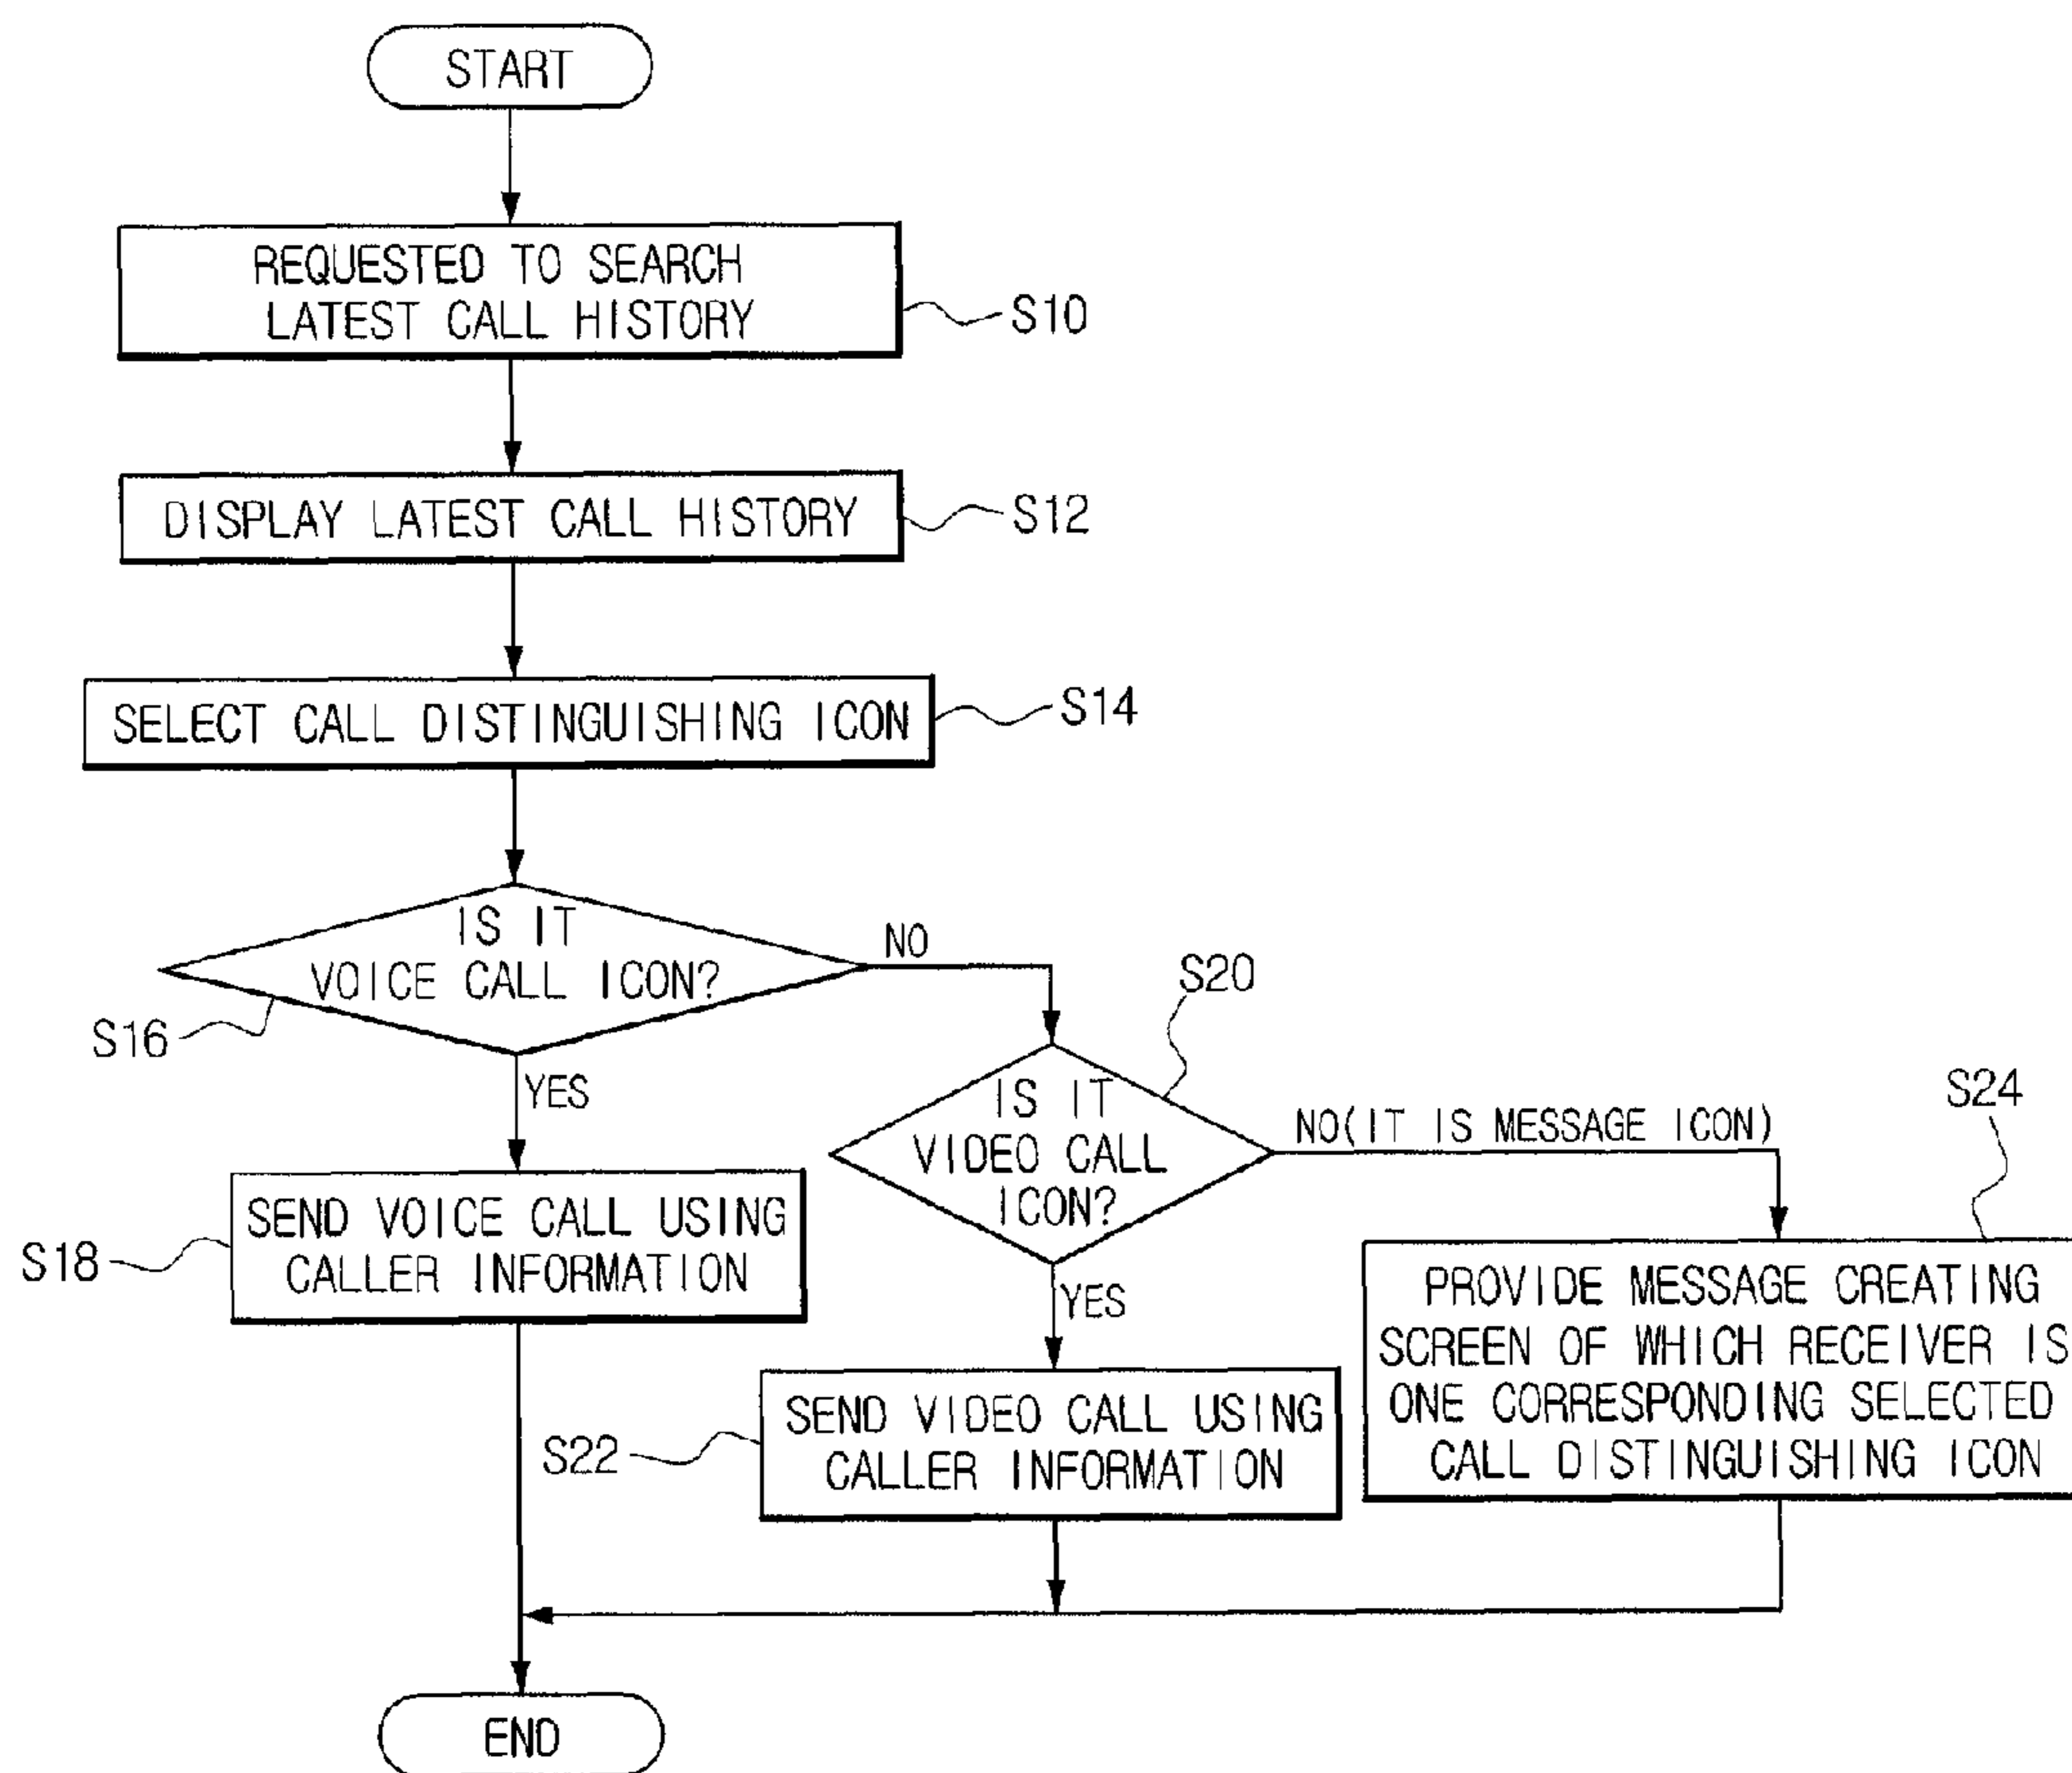 START
REQUESTED TO SEARCH
LATEST CALL HISTORY
S10
DISPLAY LATEST CALL HISTORY
S12
SELECT CALL DISTINGUISHING ICON
S14
IS IT
VOICE CALL ICON?
S16
NO
YES
S20
IS IT
VIDEO CALL
ICON?
NO(IT IS MESSAGE ICON)
YES
S24
SEND VOICE CALL USING
CALLER INFORMATION
S18
SEND VIDEO CALL USING
CALLER INFORMATION
S22
PROVIDE MESSAGE CREATING
SCREEN OF WHICH RECEIVER IS
ONE CORRESPONDING SELECTED
CALL DISTINGUISHING ICON
END